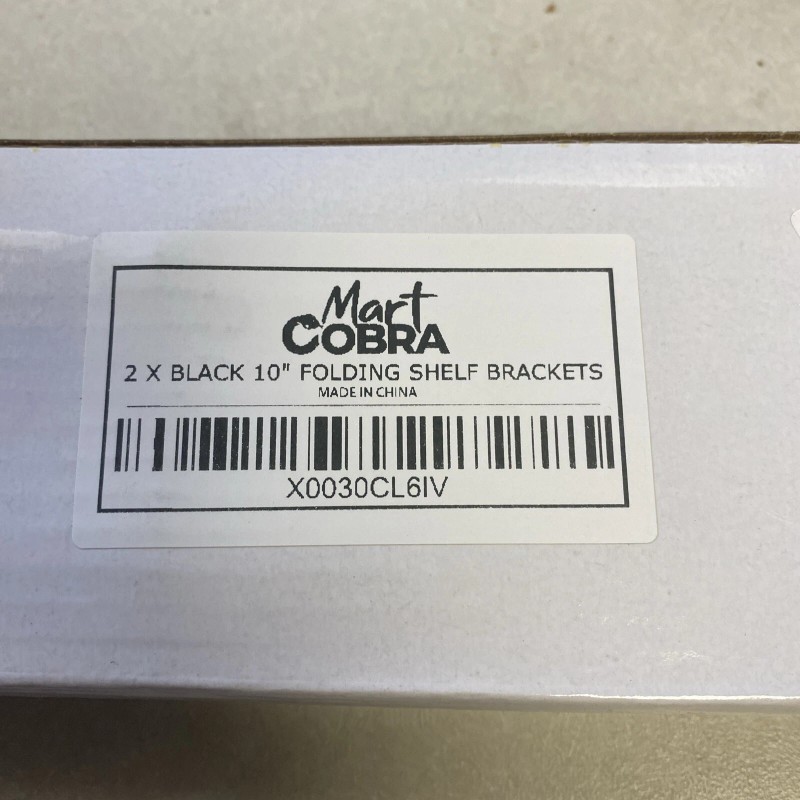 Mart
COBRA
2 X BLACK 10" FOLDING SHELF BRACKETS
MADE IN CHINA
X0030CL6IV